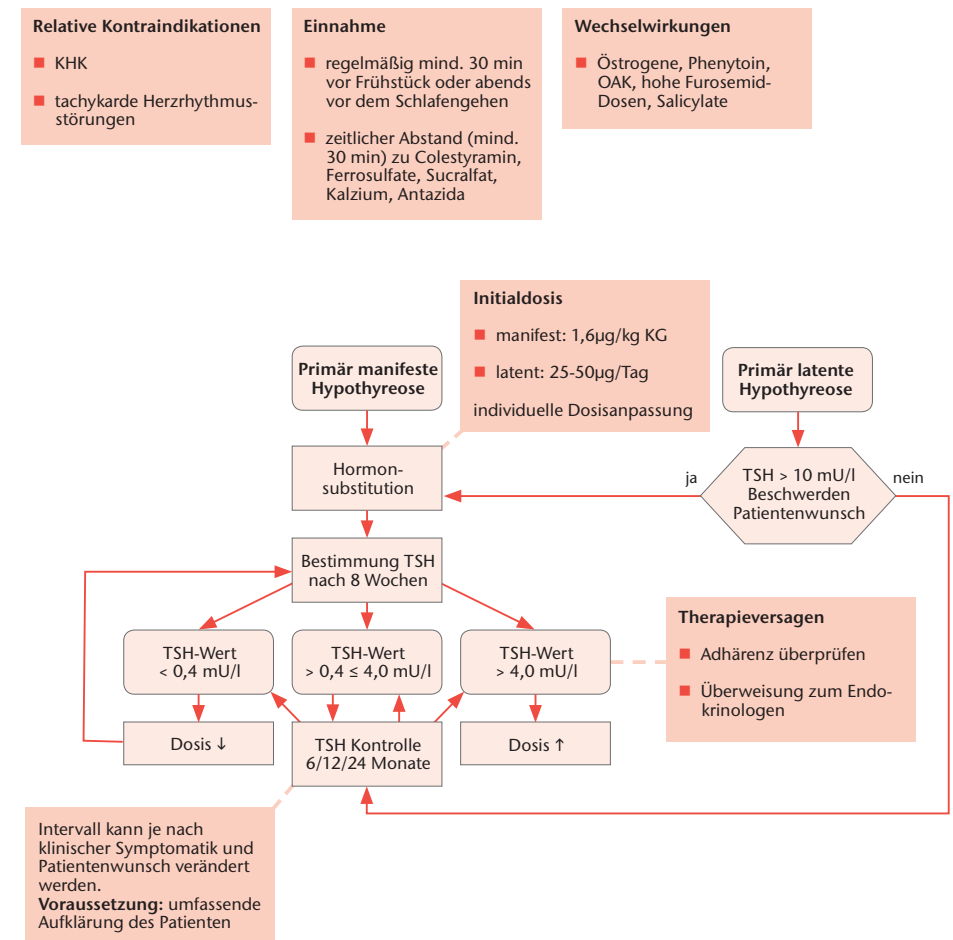 Relative Kontraindikationen
KHK
tachykarde Herzrhythmus-
störungen
Einnahme
regelmäßig mind. 30 min
vor Frühstück oder abends
vor dem Schlafengehen
zeitlicher Abstand (mind.
30 min) zu Colestyramin,
Ferrosulfate, Sucralfat,
Kalzium, Antazida
Wechselwirkungen
Östrogene, Phenytoin,
OAK, hohe Furosemid-
Dosen, Salicylate
Initialdosis
manifest: 1,6µg/kg KG
latent: 25-50µg/Tag
individuelle Dosisanpassung
Primär manifeste
Hypothyreose
Primär latente
Hypothyreose
Hormon-
substitution
ja
TSH > 10 mU/l
Beschwerden
Patientenwunsch
nein
Bestimmung TSH
nach 8 Wochen
TSH-Wert
< 0,4 mU/l
TSH-Wert
> 0,4 ≤ 4,0 mU/l
TSH-Wert
> 4,0 mU/l
Therapieversagen
Adhärenz überprüfen
Überweisung zum Endo-
krinologen
Dosis ↓
TSH Kontrolle
6/12/24 Monate
Dosis ↑
Intervall kann je nach
klinischer Symptomatik und
Patientenwunsch verändert
werden.
Voraussetzung: umfassende
Aufklärung des Patienten